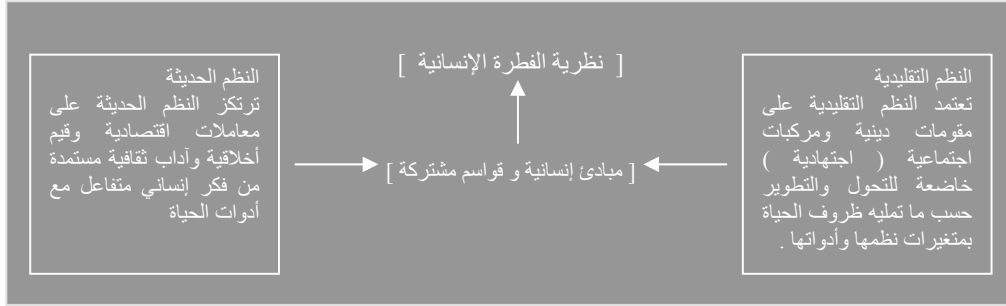 [ نظرية الفطرة الإنسانية ]
النظم التقليدية
تعتمد النظم التقليدية على
مقومات دينية ومركبات
اجتماعية ( اجتهادية )
خاضعة للتحول والتطوير
حسب ما تمليه ظروف الحياة
بمتغيرات نظمها وأدواتها .
[ مبادئ إنسانية و قواسم مشتركة ]
النظم الحديثة
ترتكز النظم الحديثة على
معاملات اقتصادية وقيم
أخلاقية وآداب ثقافية مستمدة
من فكر إنساني متفاعل مع
أدوات الحياة